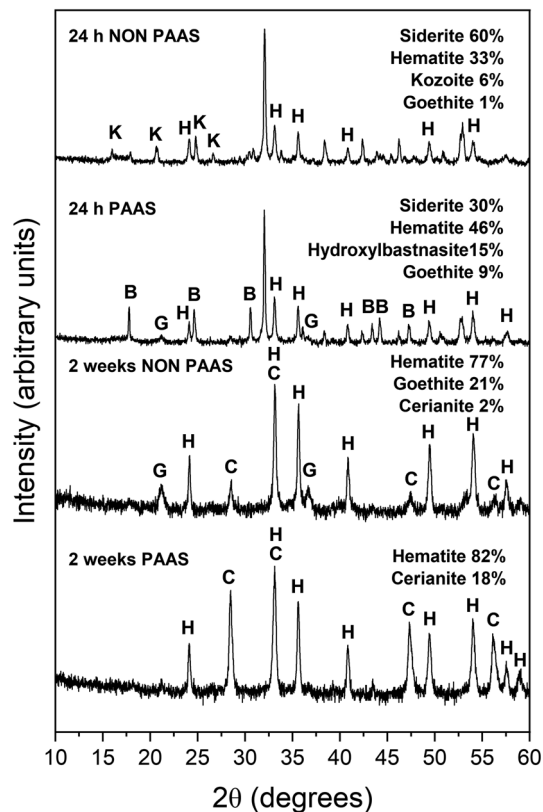 24 h NON PAAS
Siderite 60%
Hematite 33%
Kozoite 6%
Goethite 1%
K K H K K H H H H H
24 h PAAS
Siderite 30%
Hematite 46%
Hydroxylbastnasite15%
Goethite 9%
B G H B B H H G H B B B H H H
2 weeks NON PAAS
Hematite 77%
Goethite 21%
Cerianite 2%
G H C H C H G H C H H C H
2 weeks PAAS
Hematite 82%
Cerianite 18%
H C H C H H C H H C H H
10 15 20 25 30 35 40 45 50 55 60
2θ (degrees)
Intensity (arbitrary units)